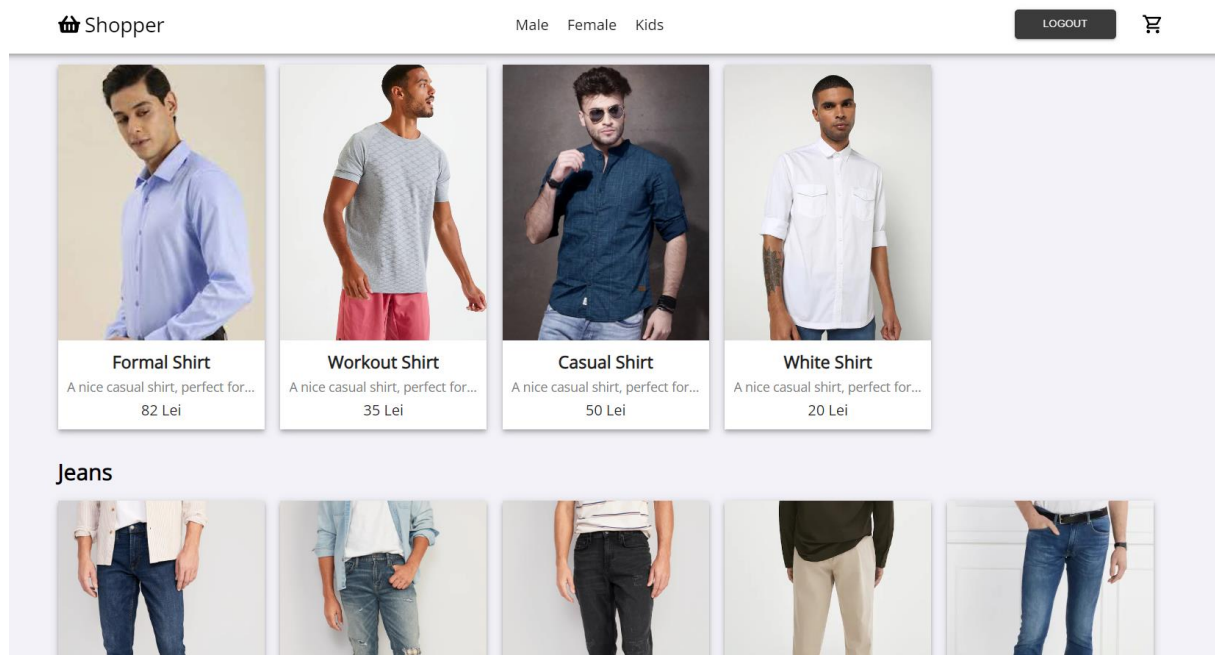 Shopper
Male Female Kids
LOGOUT
Formal Shirt
A nice casual shirt, perfect for...
82 Lei
Workout Shirt
A nice casual shirt, perfect for...
35 Lei
Casual Shirt
A nice casual shirt, perfect for...
50 Lei
White Shirt
A nice casual shirt, perfect for...
20 Lei
Jeans